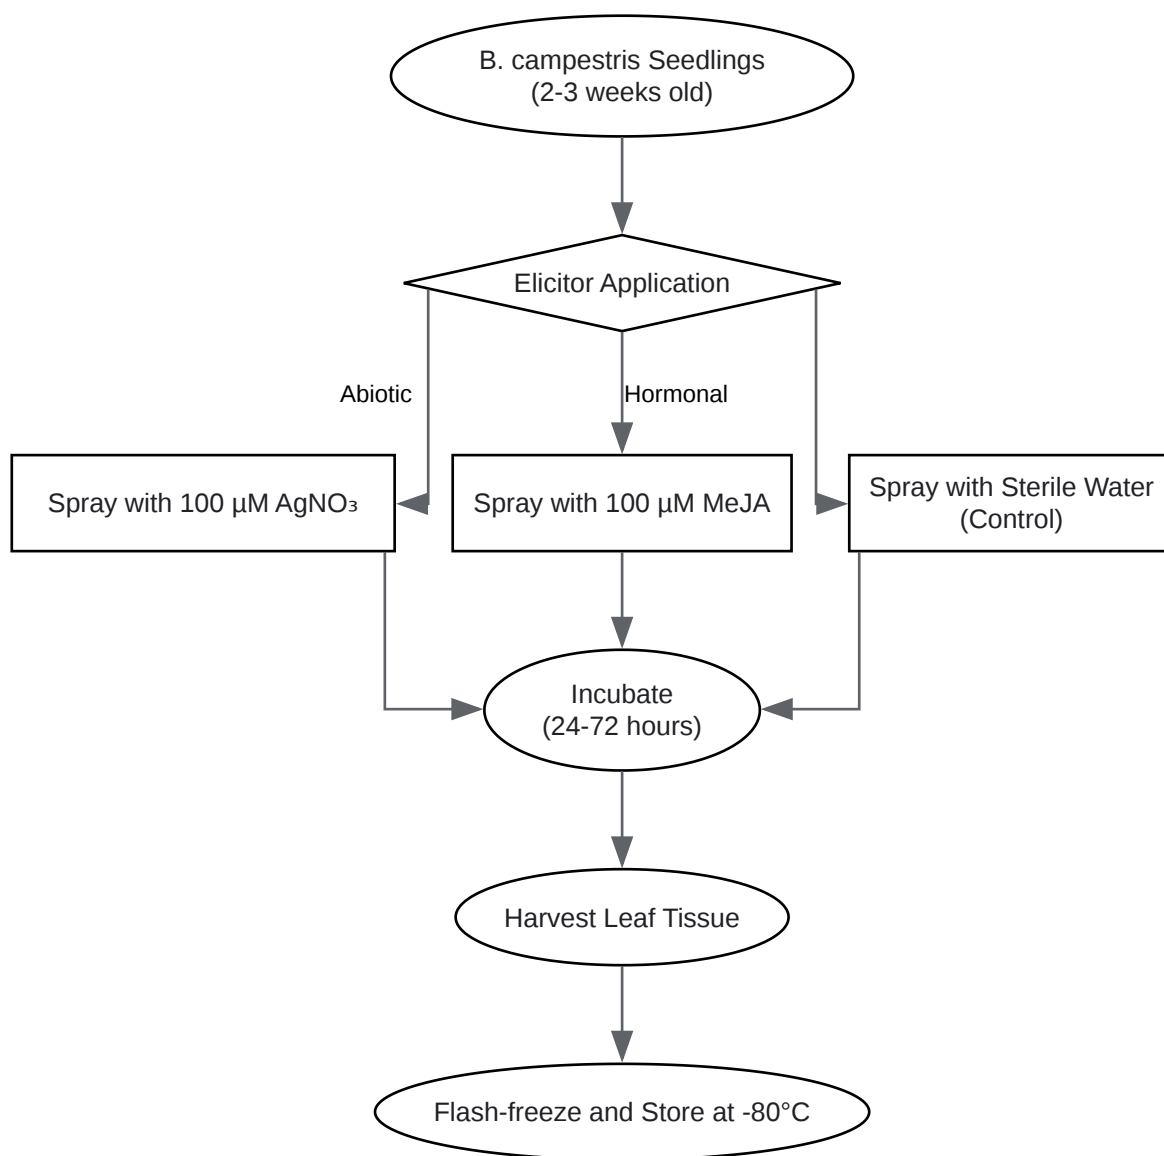 B. campestris Seedlings
(2-3 weeks old)
Elicitor Application
Abiotic
Hormonal
Spray with 100 µM AgNO₃
Spray with 100 µM MeJA
Spray with Sterile Water
(Control)
Incubate
(24-72 hours)
Harvest Leaf Tissue
Flash-freeze and Store at -80°C